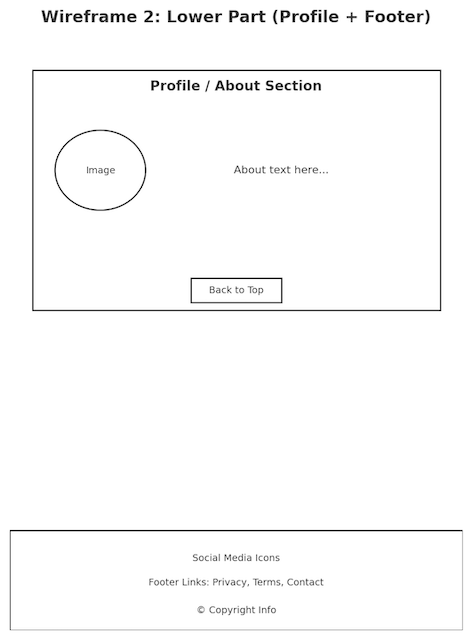 Wireframe 2: Lower Part (Profile + Footer)
Profile / About Section
Image
About text here...
Back to Top
Social Media Icons
Footer Links: Privacy, Terms, Contact
© Copyright Info